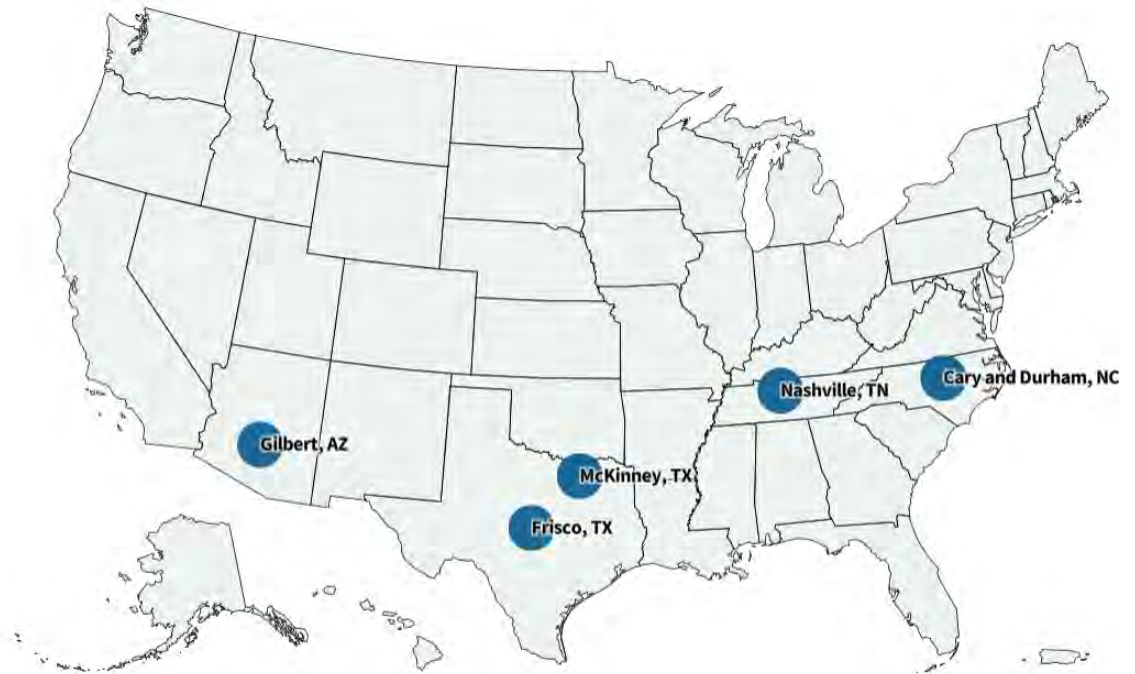 Cary and Durham, NC
Nashville, TN
Gilbert, AZ
McKinney, TX
Frisco, TX